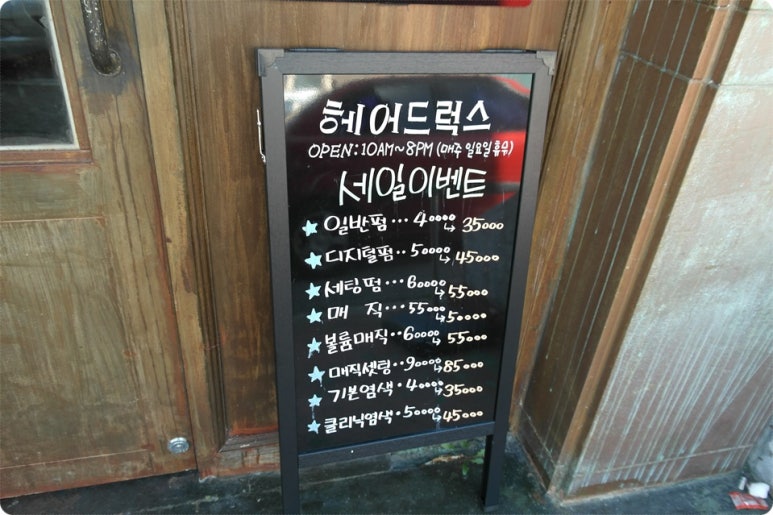 헤어드럭스
OPEN:10AM~8PM (매주 일요일 휴무)
세일이벤트
★ 일반펌··· 40000↳35000
★ 디지털펌·· 50000↳45000
★ 세팅펌··· 60000↳55000
★ 매 직··· 55000↳50000
★ 볼륨매직·· 60000↳55000
★ 매직셋팅·· 90000↳85000
★ 기본염색· 40000↳35000
★ 클리닉염색· 50000↳45000